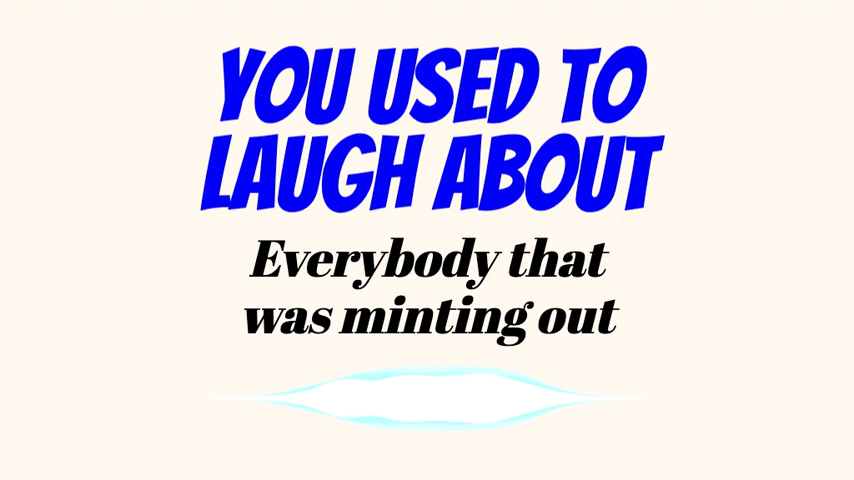 YOU USED TO
LAUGH ABOUT
Everybody that
was minting out